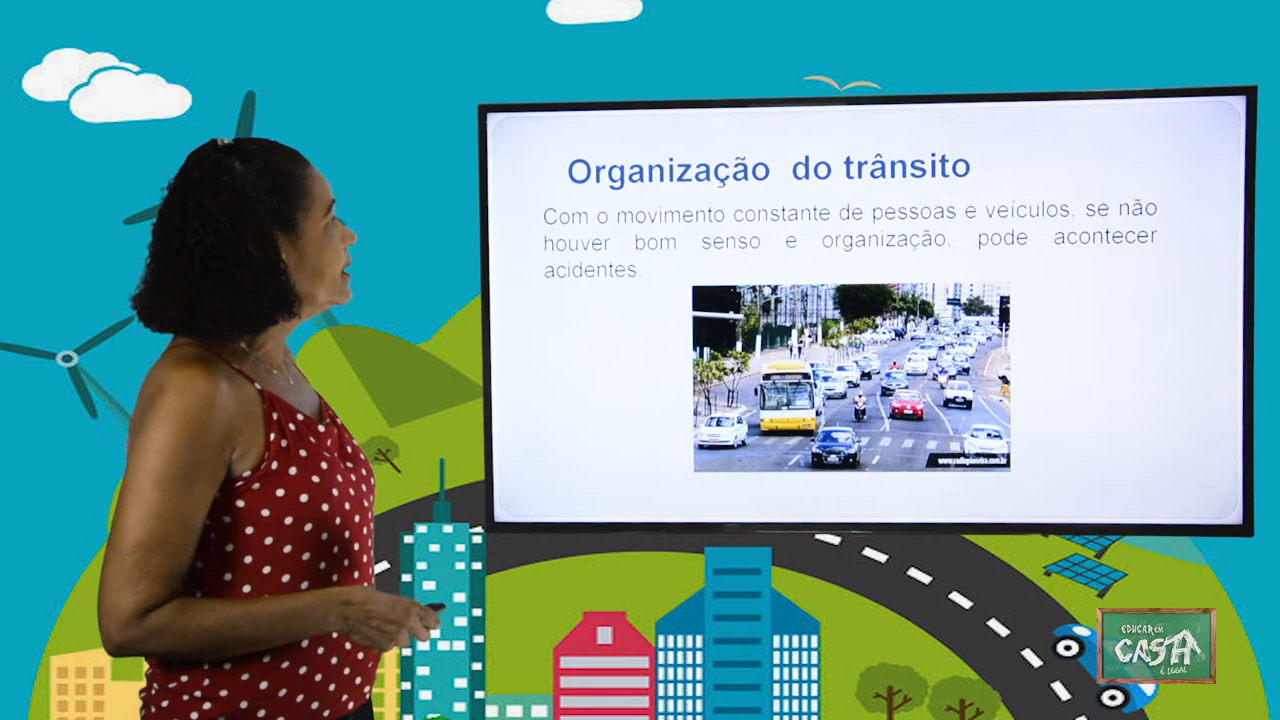 Organização do trânsito
Com o movimento constante de pessoas e veículos, se não
houver bom senso e organização, pode acontecer
acidentes.
EDUCAR EM
CASA
É LEGAL